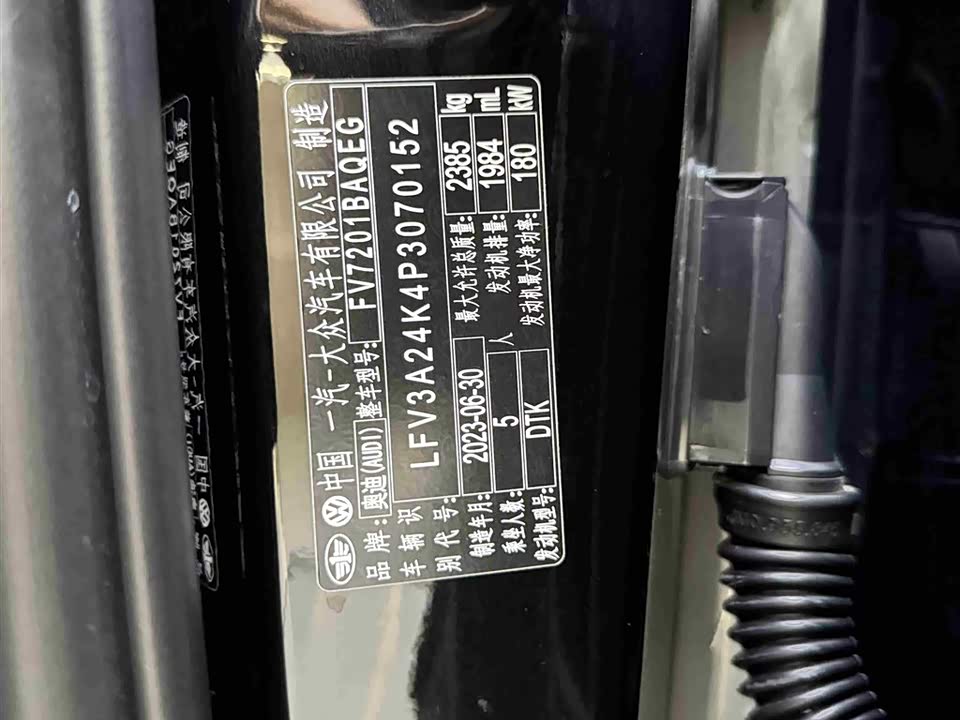 中国 一汽-大众汽车有限公司 制造
品牌: 奥迪(AUDI) 整车型号: FV7201BAQEG
车辆识别代号: LFV3A24K4P3070152
制造年月: 2023-06-30 最大允许总质量: 2385 kg
乘坐人数: 5 人 发动机排量: 1984 mL
发动机型号: DTK 发动机最大净功率: 180 kW